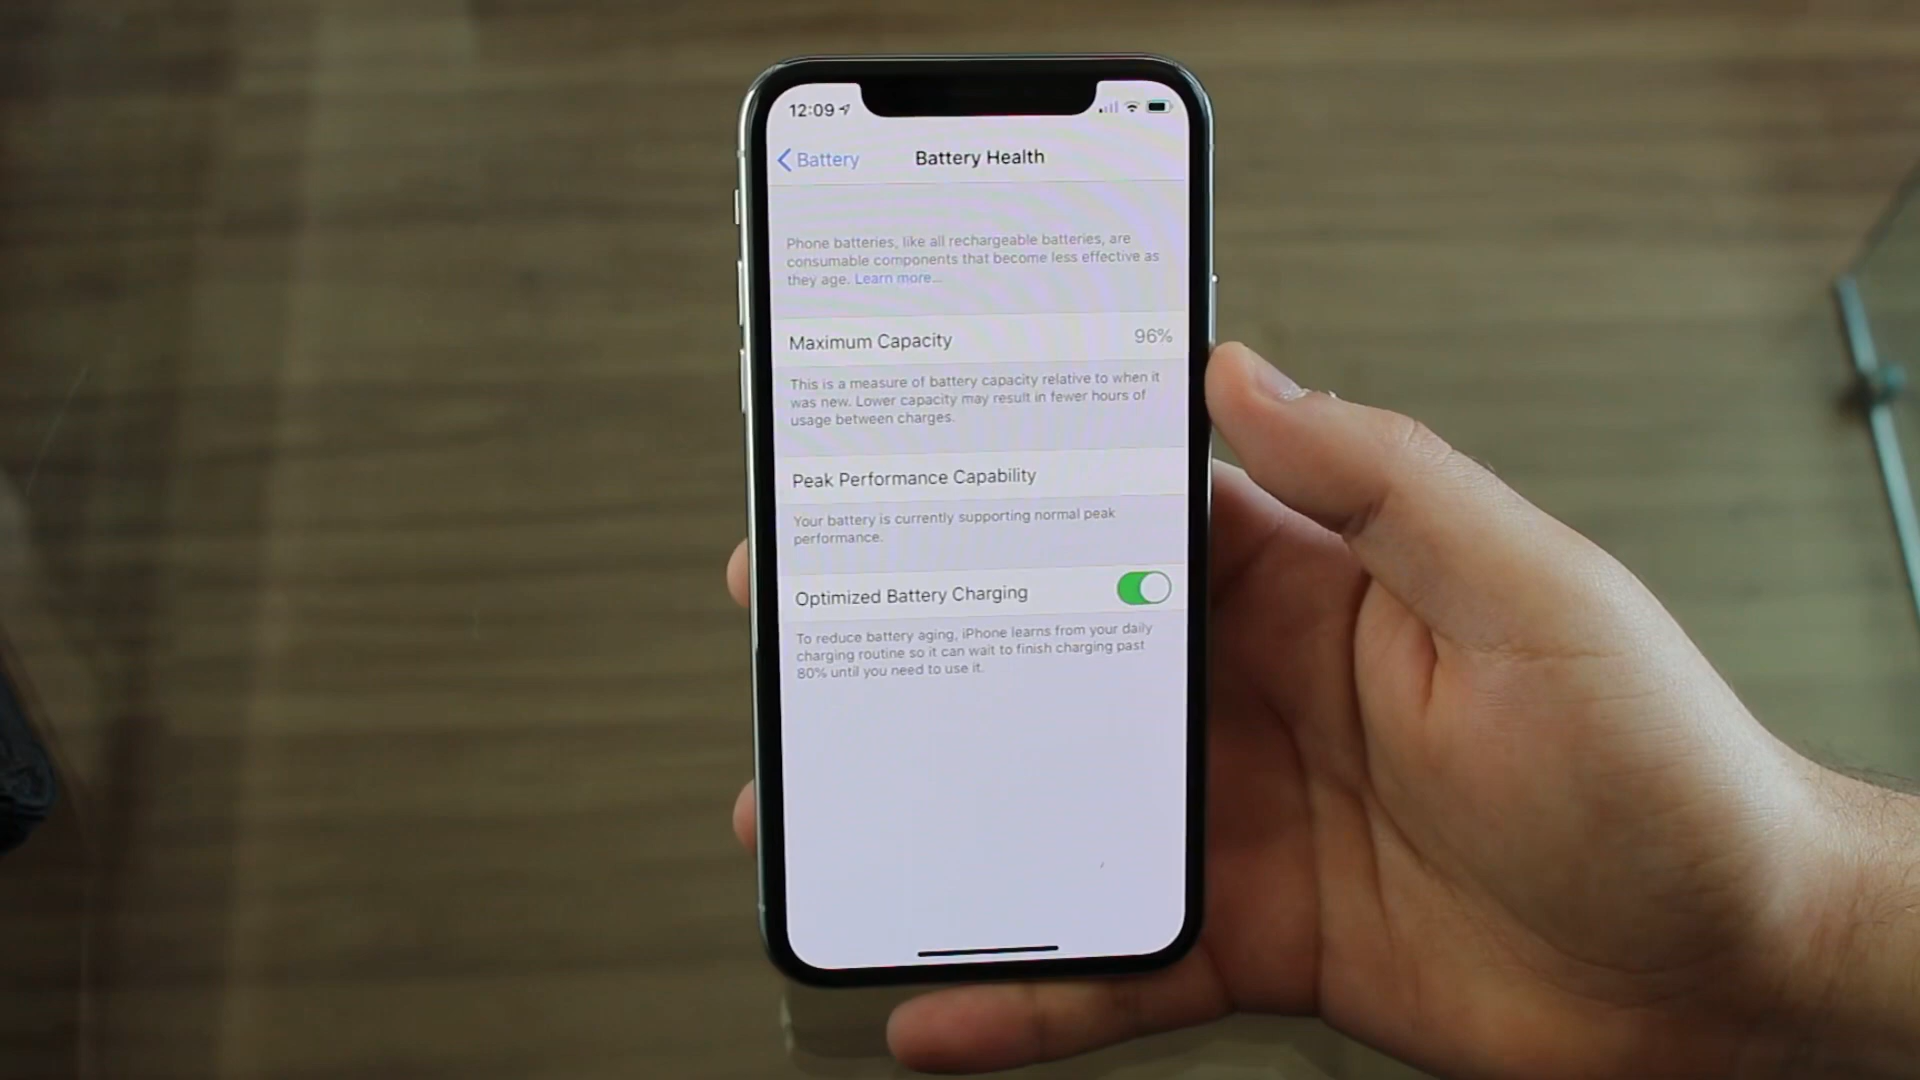 12:09
Battery
Battery Health
Phone batteries, like all rechargeable batteries, are
consumable components that become less effective as
they age. Learn more...
Maximum Capacity
96%
This is a measure of battery capacity relative to when it
was new. Lower capacity may result in fewer hours of
usage between charges.
Peak Performance Capability
Your battery is currently supporting normal peak
performance.
Optimized Battery Charging
To reduce battery aging, iPhone learns from your daily
charging routine so it can wait to finish charging past
80% until you need to use it.